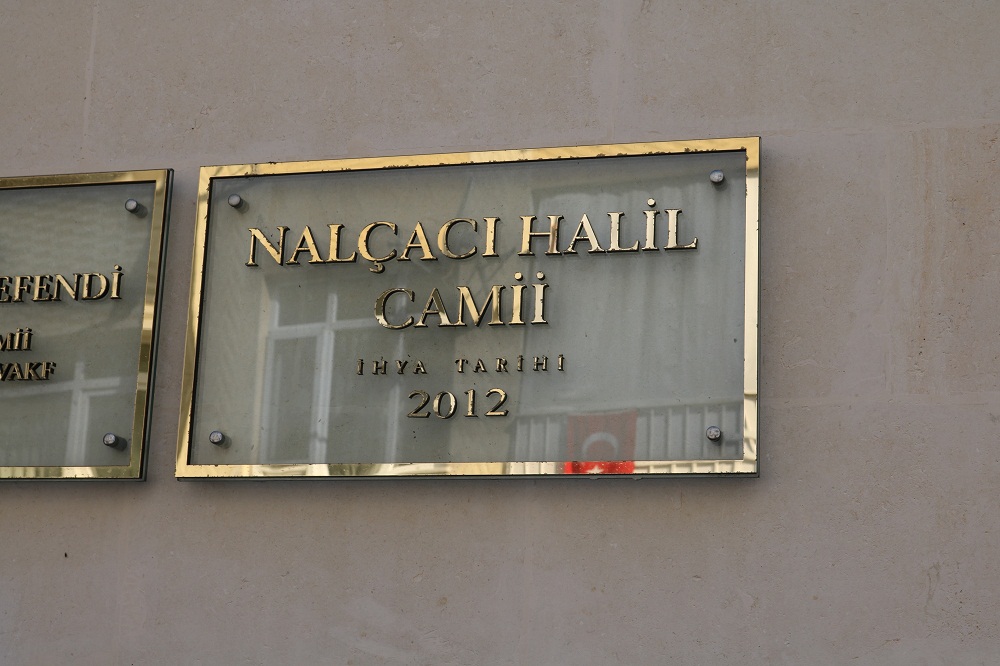 EFENDİ
VAKF
NALÇACI HALİL
CAMİİ
İHYA TARİHİ
2012